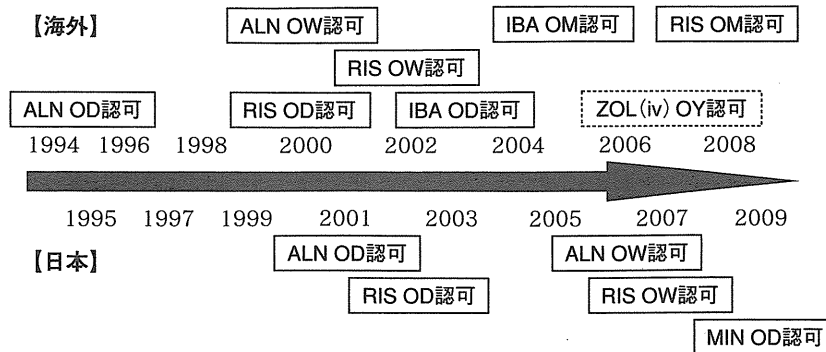 【海外】
ALN OW認可
IBA OM認可
RIS OM認可
RIS OW認可
ALN OD認可
RIS OD認可
IBA OD認可
ZOL(iv) OY認可
1994 1996 1998 2000 2002 2004 2006 2008
1995 1997 1999 2001 2003 2005 2007 2009
【日本】
ALN OD認可
ALN OW認可
RIS OD認可
RIS OW認可
MIN OD認可